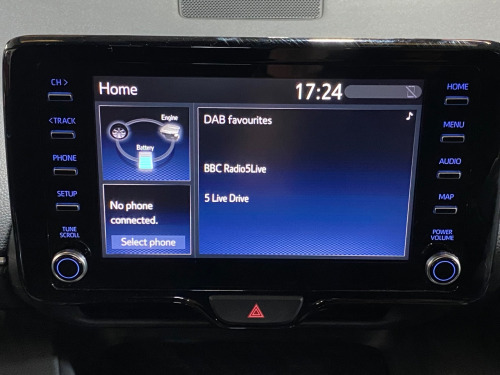 Home
17:24
CH >
< TRACK
PHONE
SETUP
TUNE
SCROLL
Engine
Battery
No phone
connected.
Select phone
DAB favourites
BBC Radio5Live
5 Live Drive
HOME
MENU
AUDIO
MAP
POWER
VOLUME